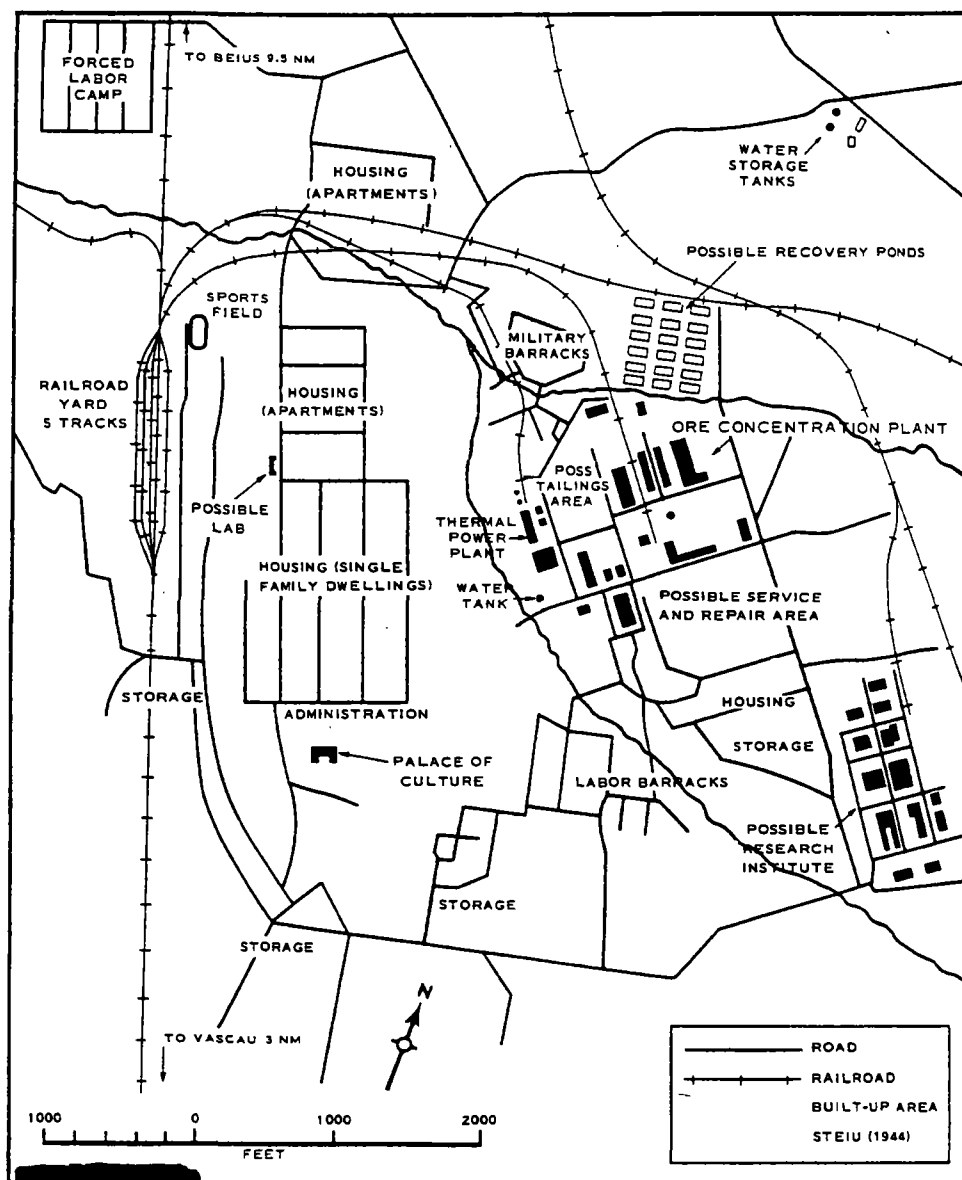 TO BEIUS 9.5 NM
FORCED
LABOR
CAMP
WATER
STORAGE
TANKS
HOUSING
(APARTMENTS)
POSSIBLE RECOVERY PONDS
SPORTS
FIELD
MILITARY
BARRACKS
RAILROAD
YARD
5 TRACKS
HOUSING
(APARTMENTS)
ORE CONCENTRATION PLANT
POSS
TAILINGS
AREA
POSSIBLE
LAB
THERMAL
POWER
PLANT
HOUSING (SINGLE
FAMILY DWELLINGS)
WATER
TANK
POSSIBLE SERVICE
AND REPAIR AREA
STORAGE
ADMINISTRATION
HOUSING
STORAGE
PALACE OF
CULTURE
LABOR BARRACKS
POSSIBLE
RESEARCH
INSTITUTE
STORAGE
STORAGE
N
TO VASCAU 3 NM
ROAD
RAILROAD
BUILT-UP AREA
STEIU (1944)
1000 0 1000 2000
FEET